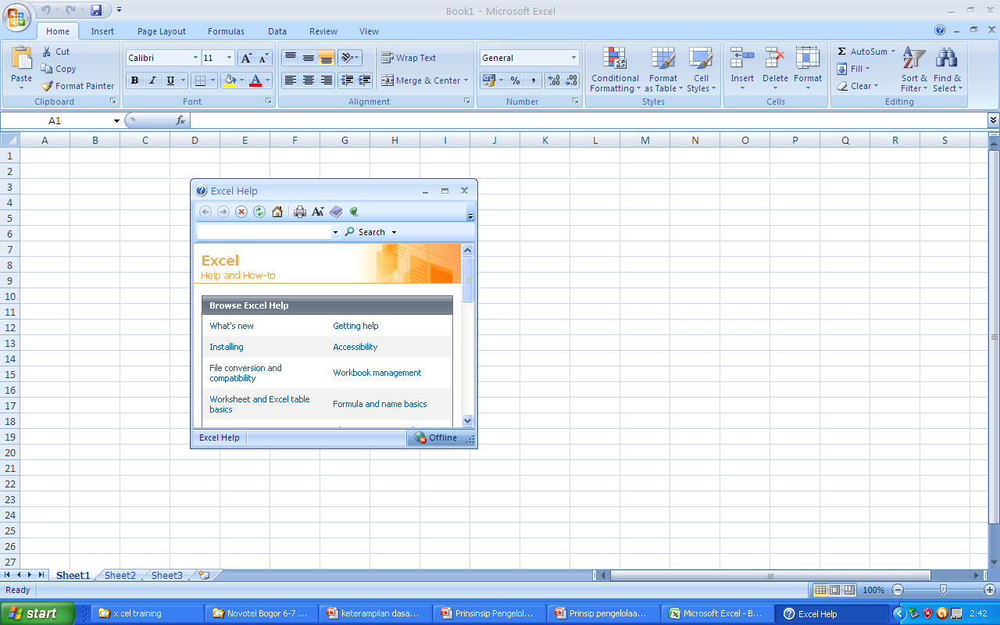 Book1 - Microsoft Excel
Home Insert Page Layout Formulas Data Review View
Paste
Cut
Copy
Format Painter
Clipboard
Calibri 11
B I U
Font
Wrap Text
Merge & Center
Alignment
General
% ,
Number
Conditional Formatting
Format as Table
Cell Styles
Styles
Insert Delete Format
Cells
Σ AutoSum
Fill
Clear
Sort & Filter
Find & Select
Editing
A1 fx
A B C D E F G H I J K L M N O P Q R S
1
2
3
4
5
6
7
8
9
10
11
12
13
14
15
16
17
18
19
20
21
22
23
24
25
26
27
Excel Help
Search
Excel
Help and How-to
Browse Excel Help
What's new Getting help
Installing Accessibility
File conversion and
compatibility
Workbook management
Worksheet and Excel table
basics
Formula and name basics
Excel Help Offline
Sheet1 Sheet2 Sheet3
Ready 100%
start x cel training Novotel Bogor 6-7 ... keterampilan dasa... Prinsinsip Pengelol... Prinsip pengelolaa... Microsoft Excel - B... Excel Help 2:42